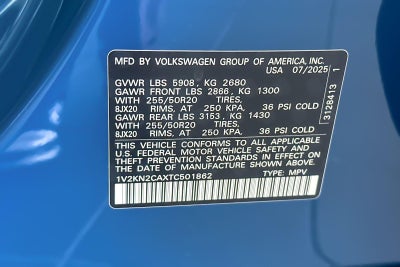 MFD BY VOLKSWAGEN GROUP OF AMERICA, INC.
USA 07/2025
GVWR LBS 5908, KG 2680
GAWR FRONT LBS 2866, KG 1300
WITH 255/50R20 TIRES,
8JX20 RIMS, AT 250 KPA, 36 PSI COLD
GAWR REAR LBS 3153, KG 1430
WITH 255/50R20 TIRES,
8JX20 RIMS, AT 250 KPA, 36 PSI COLD
THIS VEHICLE CONFORMS TO ALL APPLICABLE
U.S. FEDERAL MOTOR VEHICLE SAFETY AND
THEFT PREVENTION STANDARDS IN EFFECT ON
THE DATE OF MANUFACTURE SHOWN ABOVE.
1V2KN2CAXTC501862 TYPE: MPV
3128413 1